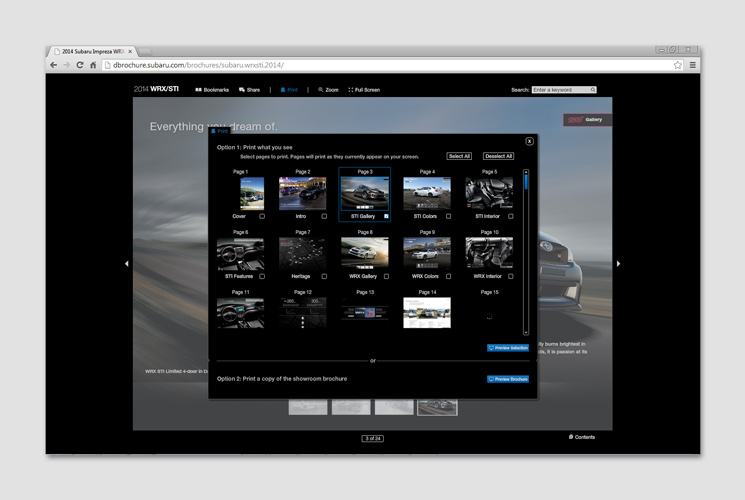 2014 Subaru Impreza WRX
dbrochure.subaru.com/brochures/subaru.wrxsti.2014/
2014 WRX/STI
Bookmarks
Share
Print
Zoom
Full Screen
Search:
Enter a keyword
Everything you dream of.
Gallery
Print
X
Option 1: Print what you see
Select pages to print. Pages will print as they currently appear on your screen.
Select All
Deselect All
Page 1
Page 2
Page 3
Page 4
Page 5
Cover
Intro
STI Gallery
STI Colors
STI Interior
Page 6
Page 7
Page 8
Page 9
Page 10
STI Features
Heritage
WRX Gallery
WRX Colors
WRX Interior
Page 11
Page 12
Page 13
Page 14
Page 15
Preview Selection
lly burns brightest in
it is passion at its
or
WRX STI Limited 4-door in Da
Option 2: Print a copy of the showroom brochure
Preview Brochure
3 of 24
Contents